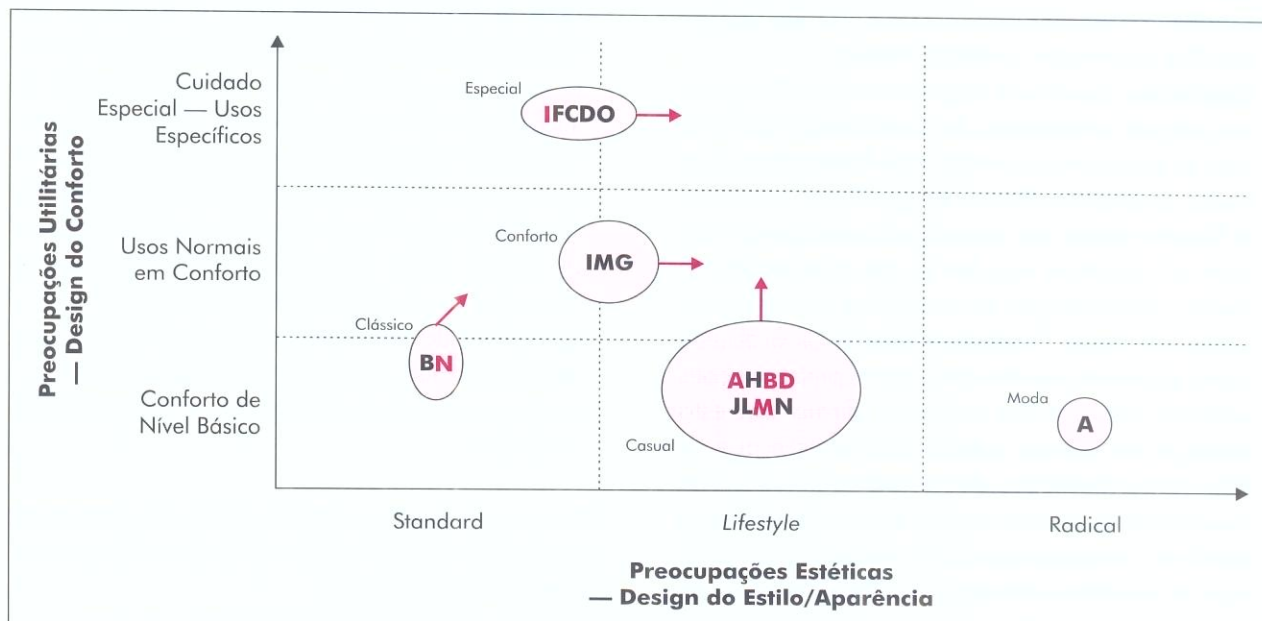 Preocupações Utilitárias
— Design do Conforto
Cuidado
Especial — Usos
Específicos
Especial
IFCDO
Usos Normais
em Conforto
Conforto
IMG
Clássico
BN
Conforto de
Nível Básico
AHBD
JLMN
Casual
Moda
A
Standard
Lifestyle
Radical
Preocupações Estéticas
— Design do Estilo/Aparência